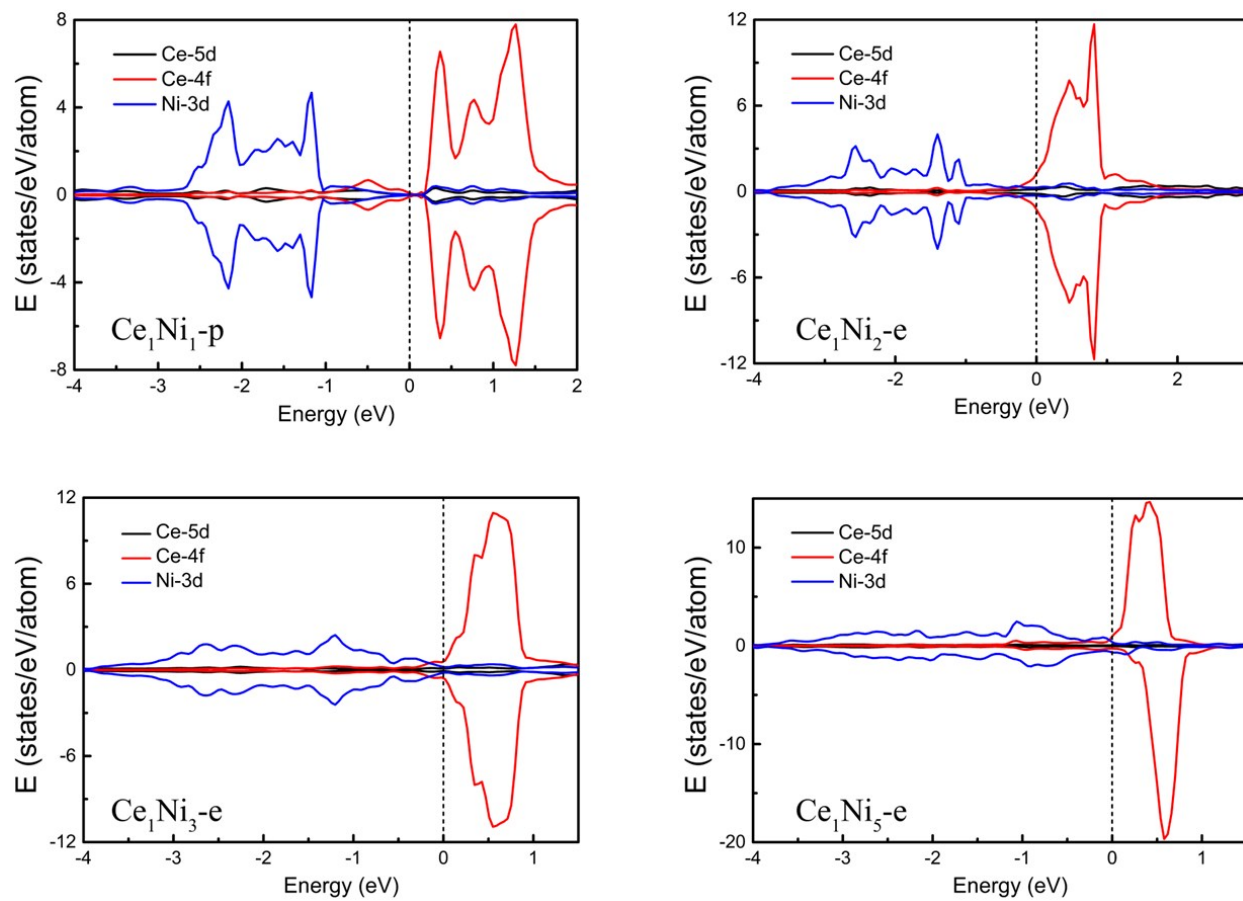 8
4
0
-4
-8
E (states/eV/atom)
Ce-5d
Ce-4f
Ni-3d
Ce₁Ni₁-p
-4 -3 -2 -1 0 1 2
Energy (eV)
12
6
0
-6
-12
E (states/eV/atom)
Ce-5d
Ce-4f
Ni-3d
Ce₁Ni₂-e
-4 -2 0 2
Energy (eV)
12
6
0
-6
-12
E (states/eV/atom)
Ce-5d
Ce-4f
Ni-3d
Ce₁Ni₃-e
-4 -3 -2 -1 0 1
Energy (eV)
10
0
-10
-20
E (states/eV/atom)
Ce-5d
Ce-4f
Ni-3d
Ce₁Ni₅-e
-4 -3 -2 -1 0 1
Energy (eV)